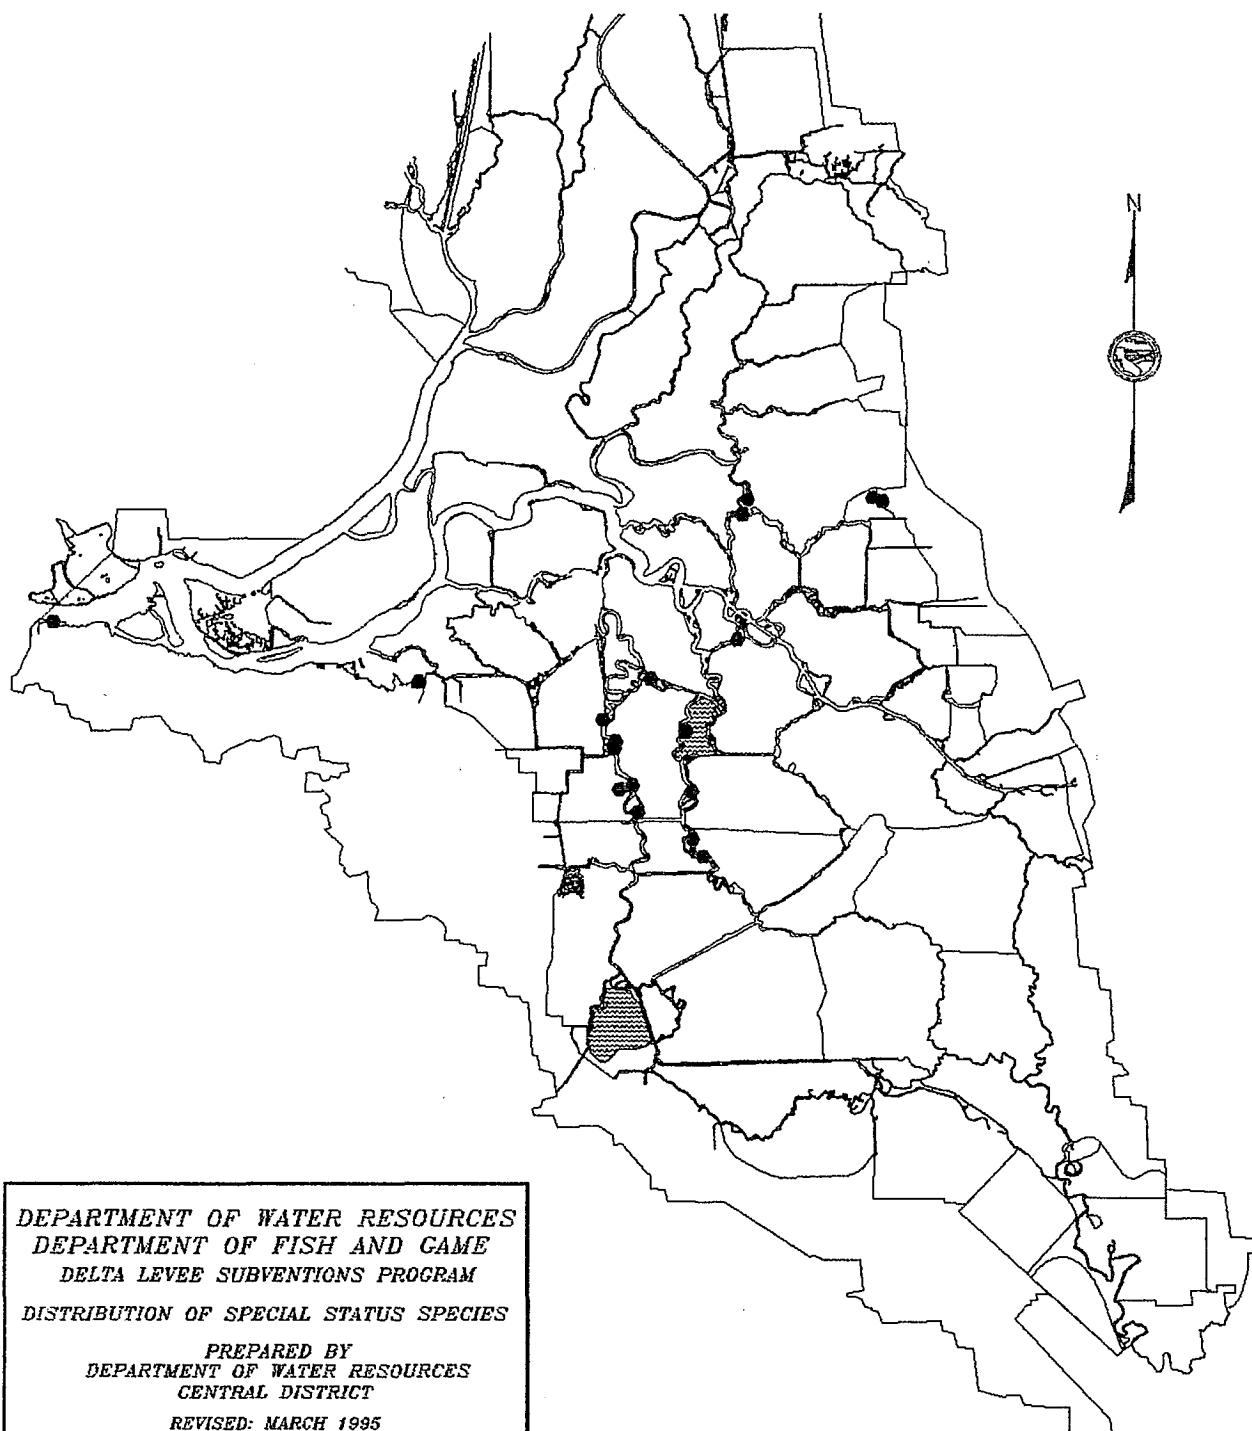 N
DEPARTMENT OF WATER RESOURCES
DEPARTMENT OF FISH AND GAME
DELTA LEVEE SUBVENTIONS PROGRAM
DISTRIBUTION OF SPECIAL STATUS SPECIES
PREPARED BY
DEPARTMENT OF WATER RESOURCES
CENTRAL DISTRICT
REVISED: MARCH 1995